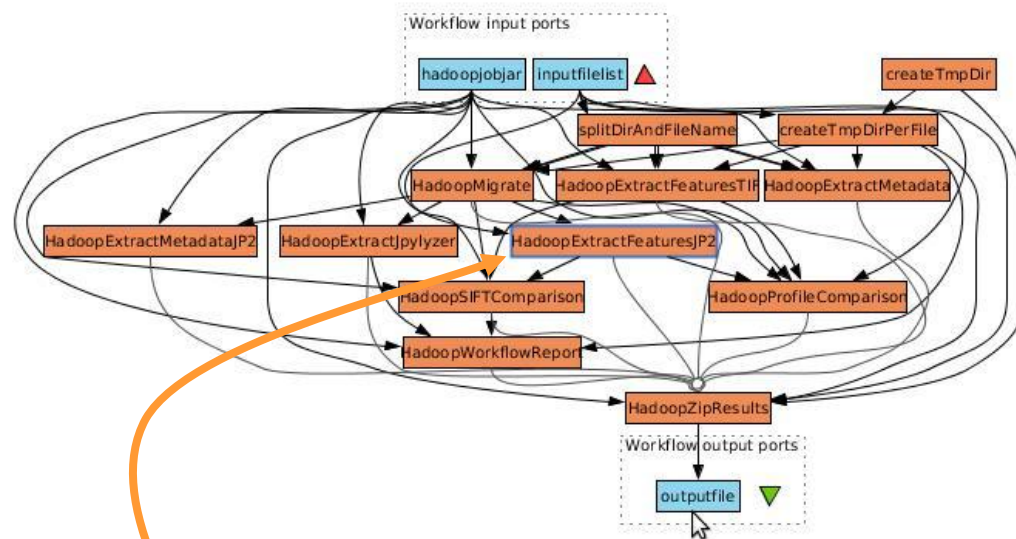 Workflow input ports
hadoopjobjar
inputfilelist
createTmpDir
splitDirAndFileName
createTmpDirPerFile
HadoopMigrate
HadoopExtractFeaturesTIF
HadoopExtractMetadata
HadoopExtractMetadataJP2
HadoopExtractJpylyzer
HadoopExtractFeaturesJP2
HadoopSIFTComparison
HadoopProfileComparison
HadoopWorkflowReport
HadoopZipResults
Workflow output ports
outputfile